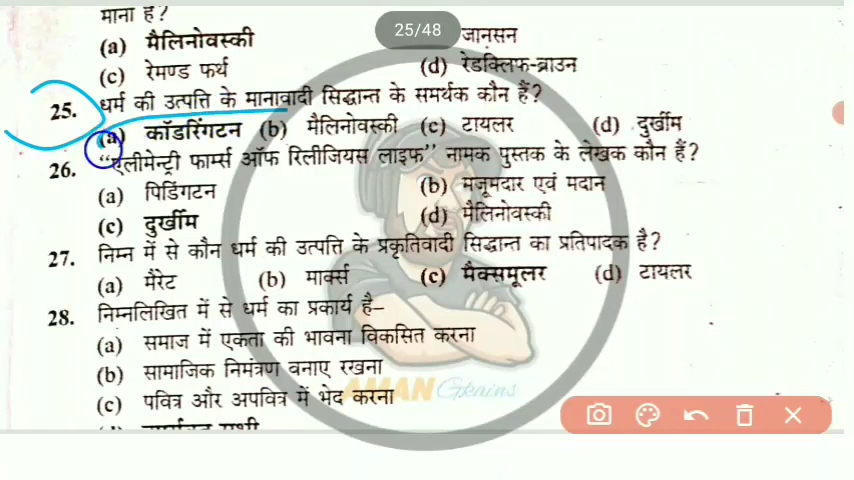 माना है?
25/48
(a) मैलिनोवस्की जानसन
(c) रेमण्ड फर्थ (d) रेडक्लिफ-ब्राउन
25. धर्म की उत्पत्ति के मानावादी सिद्धान्त के समर्थक कौन हैं?
(a) कॉडरिंगटन (b) मैलिनोवस्की (c) टायलर (d) दुर्खीम
26. “एलीमेन्ट्री फार्म्स ऑफ रिलीजियस लाइफ” नामक पुस्तक के लेखक कौन हैं?
(a) पिडिंगटन (b) मजूमदार एवं मदान
(c) दुर्खीम (d) मैलिनोवस्की
27. निम्न में से कौन धर्म की उत्पत्ति के प्रकृतिवादी सिद्धान्त का प्रतिपादक है?
(a) मैरेट (b) मार्क्स (c) मैक्समूलर (d) टायलर
28. निम्नलिखित में से धर्म का प्रकार्य है–
(a) समाज में एकता की भावना विकसित करना
(b) सामाजिक निमंत्रण बनाए रखना
(c) पवित्र और अपवित्र में भेद करना
AMAN